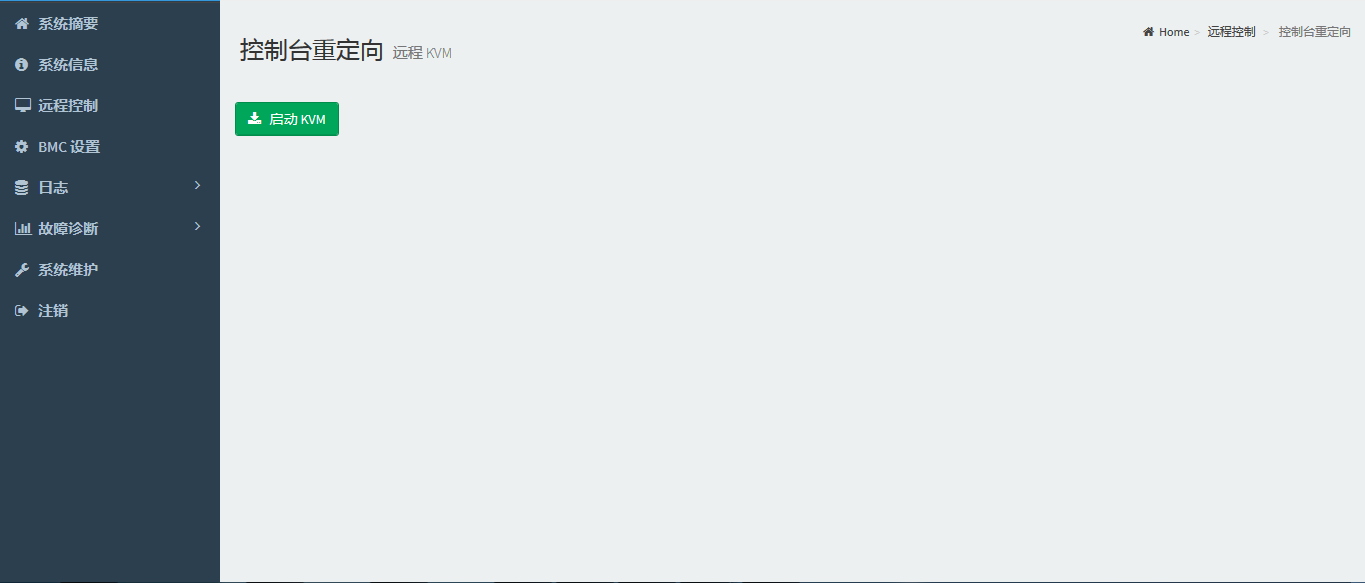 系统摘要
系统信息
远程控制
BMC 设置
日志
故障诊断
系统维护
注销
控制台重定向 远程 KVM
Home > 远程控制 > 控制台重定向
启动 KVM